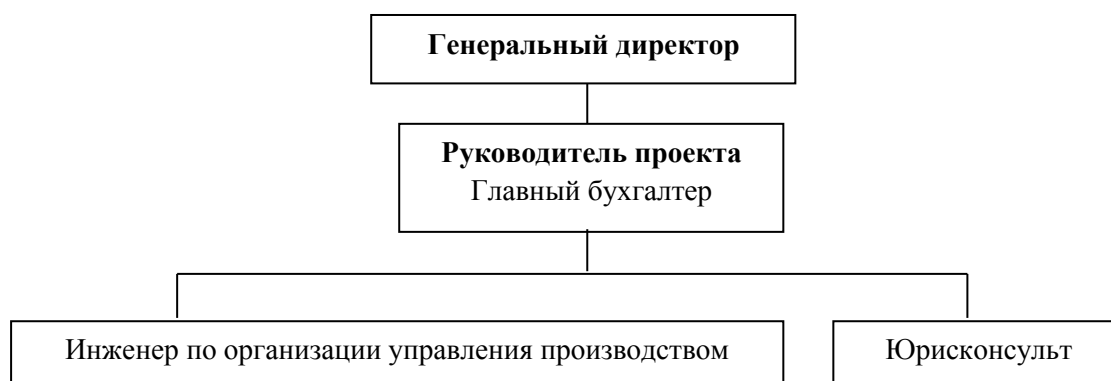 Генеральный директор
Руководитель проекта
Главный бухгалтер
Инженер по организации управления производством
Юрисконсульт